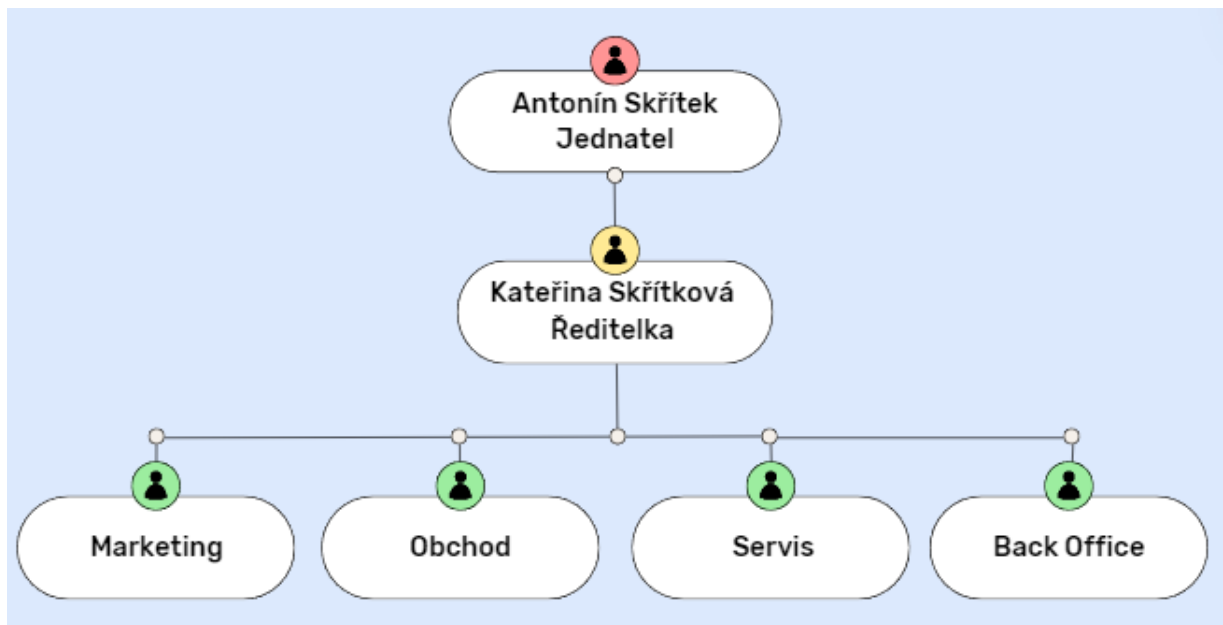 Antonín Skřítek
Jednatel
Kateřina Skřítková
Ředitelka
Marketing
Obchod
Servis
Back Office